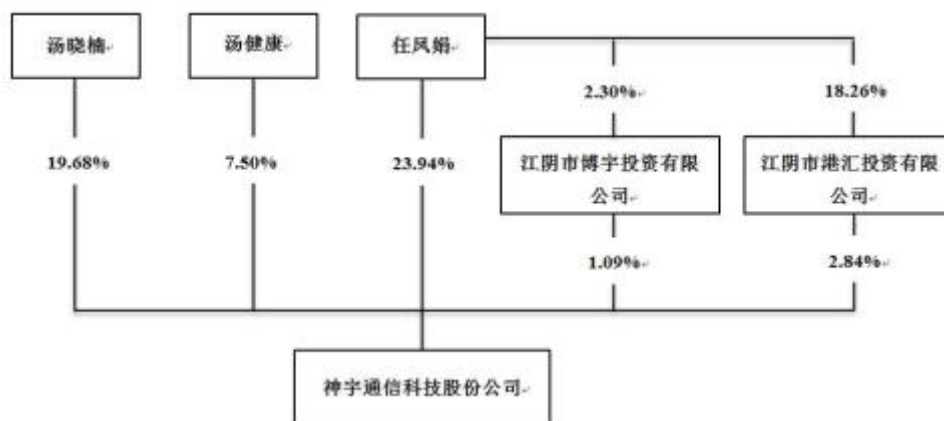 汤晓楠
汤健康
任凤娟
2.30%
18.26%
19.68%
7.50%
23.94%
江阴市博宇投资有限
公司
江阴市港汇投资有限
公司
1.09%
2.84%
神宇通信科技股份公司